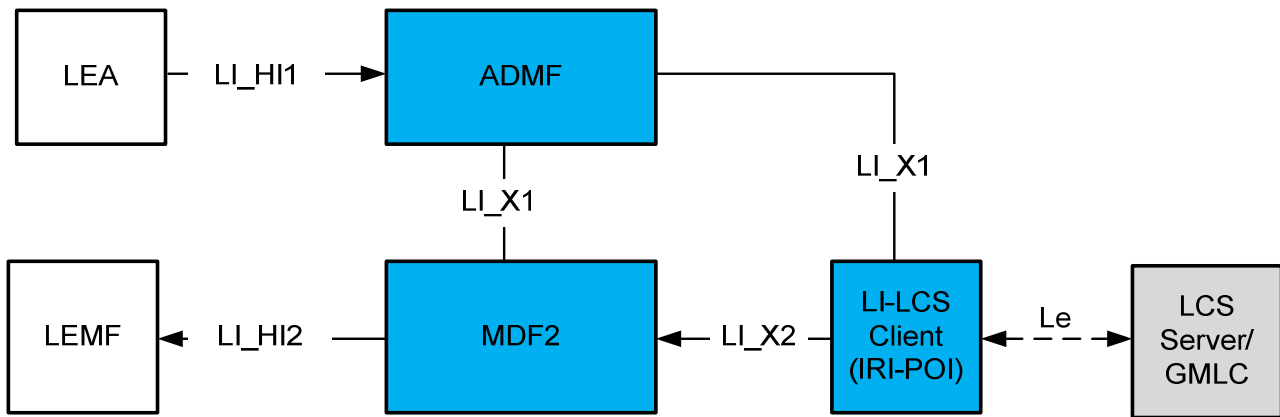 LEA
LI_HI1
ADMF
LI_X1
LI_X1
LEMF
LI_HI2
MDF2
LI_X2
LI-LCS
Client
(IRI-POI)
Le
LCS
Server/
GMLC